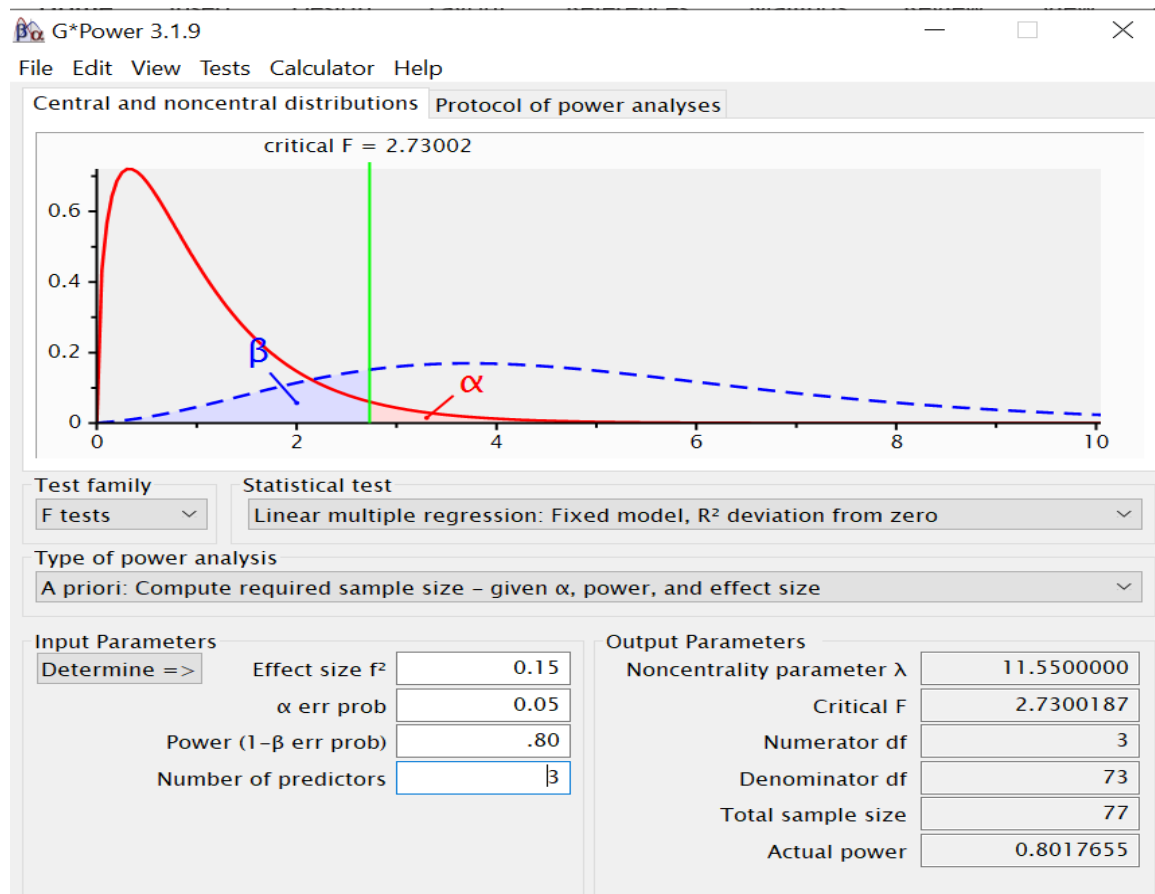 G*Power 3.1.9
File Edit View Tests Calculator Help
Central and noncentral distributions Protocol of power analyses
critical F = 2.73002
0.6
0.4
0.2
0
β
α
0 2 4 6 8 10
Test family Statistical test
F tests Linear multiple regression: Fixed model, R² deviation from zero
Type of power analysis
A priori: Compute required sample size – given α, power, and effect size
Input Parameters Output Parameters
Determine => Effect size f² 0.15 Noncentrality parameter λ 11.5500000
α err prob 0.05 Critical F 2.7300187
Power (1-β err prob) .80 Numerator df 3
Number of predictors 3 Denominator df 73
Total sample size 77
Actual power 0.8017655